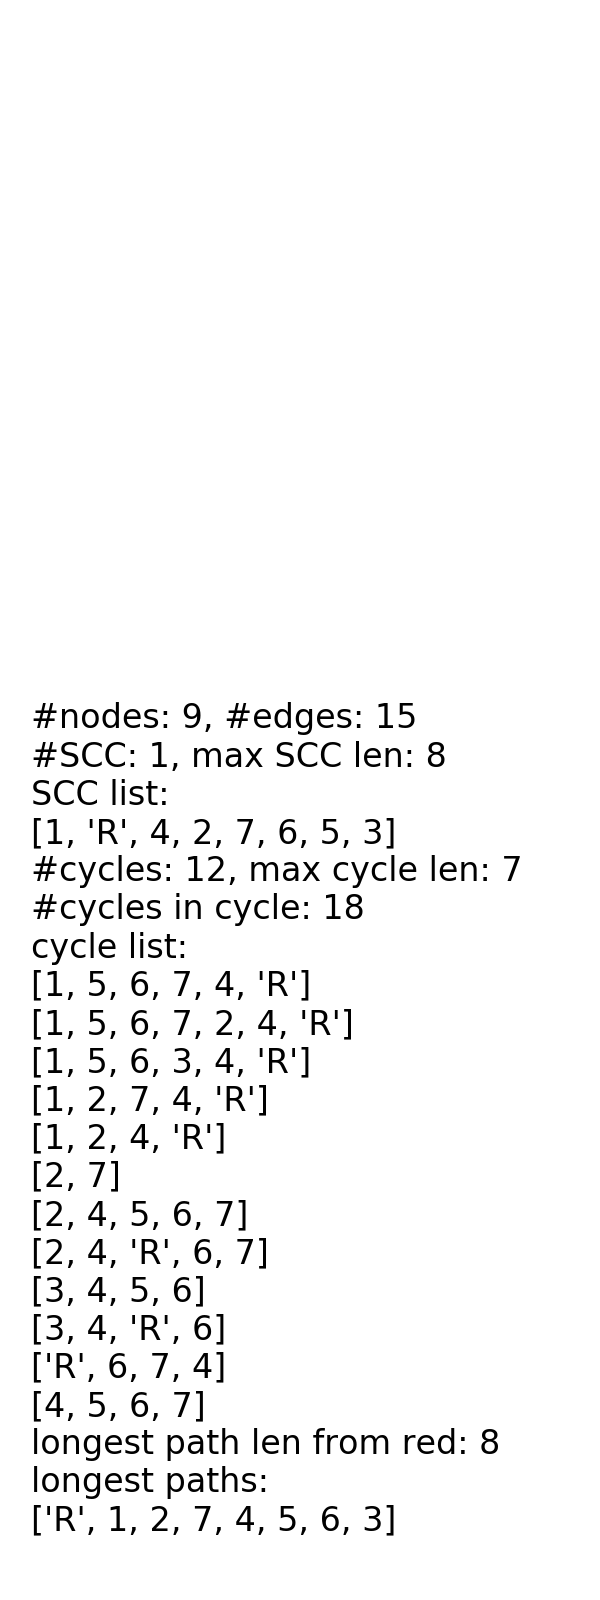 #nodes: 9, #edges: 15
#SCC: 1, max SCC len: 8
SCC list:
[1, 'R', 4, 2, 7, 6, 5, 3]
#cycles: 12, max cycle len: 7
#cycles in cycle: 18
cycle list:
[1, 5, 6, 7, 4, 'R']
[1, 5, 6, 7, 2, 4, 'R']
[1, 5, 6, 3, 4, 'R']
[1, 2, 7, 4, 'R']
[1, 2, 4, 'R']
[2, 7]
[2, 4, 5, 6, 7]
[2, 4, 'R', 6, 7]
[3, 4, 5, 6]
[3, 4, 'R', 6]
['R', 6, 7, 4]
[4, 5, 6, 7]
longest path len from red: 8
longest paths:
['R', 1, 2, 7, 4, 5, 6, 3]